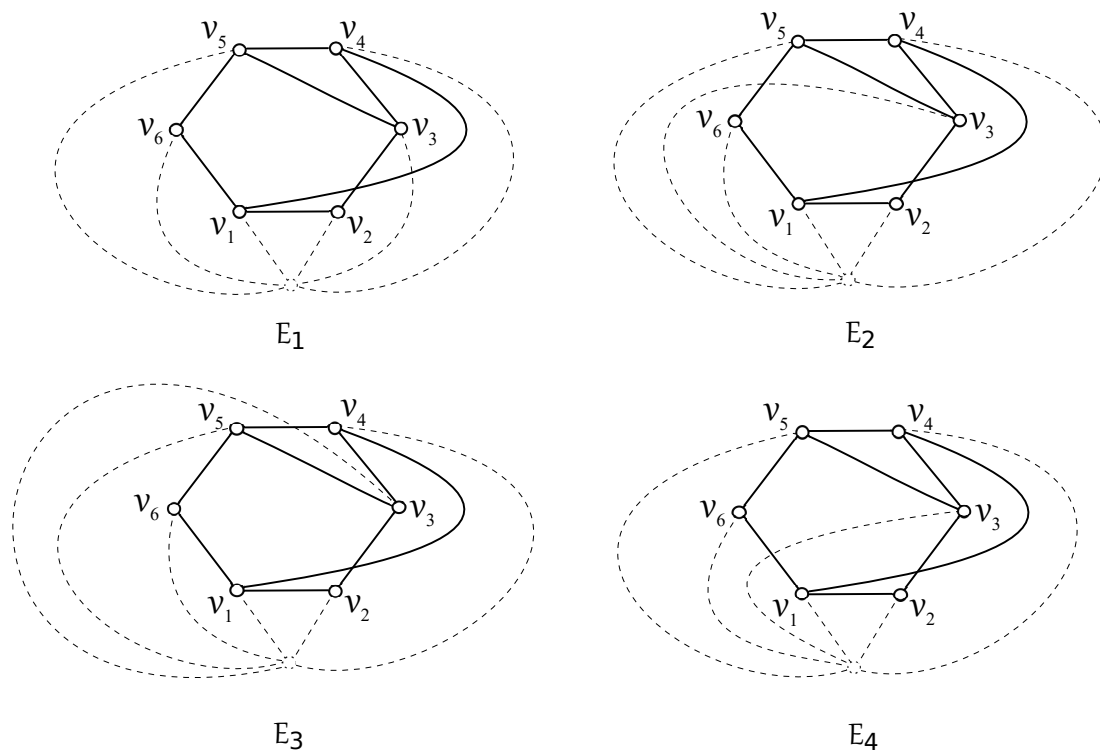 v₅ v₄
v₆ v₃
v₁ v₂
E₁
v₅ v₄
v₆ v₃
v₁ v₂
E₂
v₅ v₄
v₆ v₃
v₁ v₂
E₃
v₅ v₄
v₆ v₃
v₁ v₂
E₄